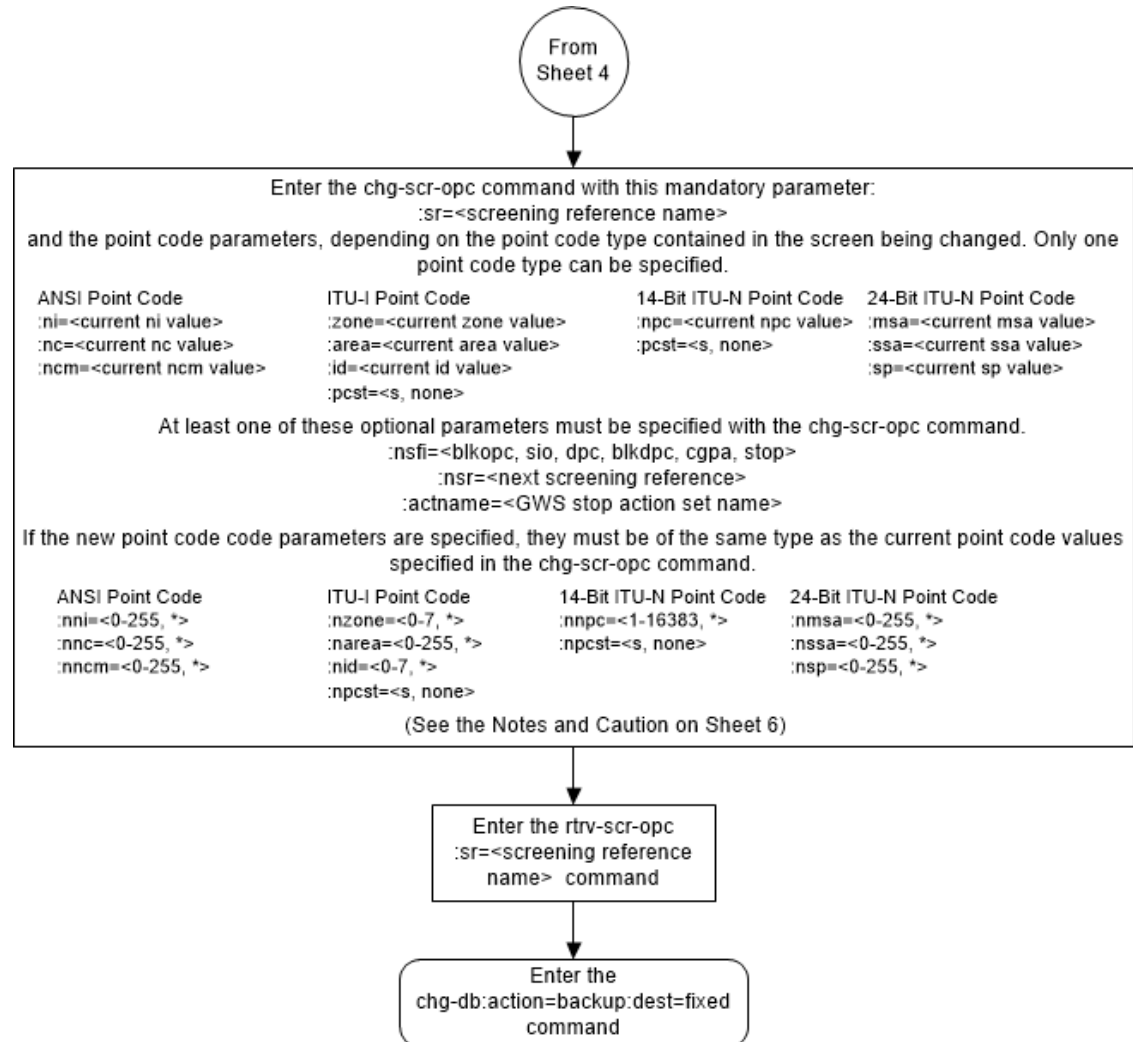 From
Sheet 4
Enter the chg-scr-opc command with this mandatory parameter:
:sr=<screening reference name>
and the point code parameters, depending on the point code type contained in the screen being changed. Only one
point code type can be specified.
ANSI Point Code
:ni=<current ni value>
:nc=<current nc value>
:ncm=<current ncm value>
ITU-I Point Code
:zone=<current zone value>
:area=<current area value>
:id=<current id value>
:pcst=<s, none>
14-Bit ITU-N Point Code
:npc=<current npc value>
:pcst=<s, none>
24-Bit ITU-N Point Code
:msa=<current msa value>
:ssa=<current ssa value>
:sp=<current sp value>
At least one of these optional parameters must be specified with the chg-scr-opc command.
:nsfi=<blkopc, sio, dpc, blkdpc, cgpa, stop>
:nsr=<next screening reference>
:actname=<GWS stop action set name>
If the new point code code parameters are specified, they must be of the same type as the current point code values
specified in the chg-scr-opc command.
ANSI Point Code
:nni=<0-255, *>
:nnc=<0-255, *>
:nncm=<0-255, *>
ITU-I Point Code
:nzone=<0-7, *>
:narea=<0-255, *>
:nid=<0-7, *>
:npcst=<s, none>
14-Bit ITU-N Point Code
:nnpc=<1-16383, *>
:npcst=<s, none>
24-Bit ITU-N Point Code
:nmsa=<0-255, *>
:nssa=<0-255, *>
:nsp=<0-255, *>
(See the Notes and Caution on Sheet 6)
Enter the rtrv-scr-opc
:sr=<screening reference
name> command
Enter the
chg-db:action=backup:dest=fixed
command